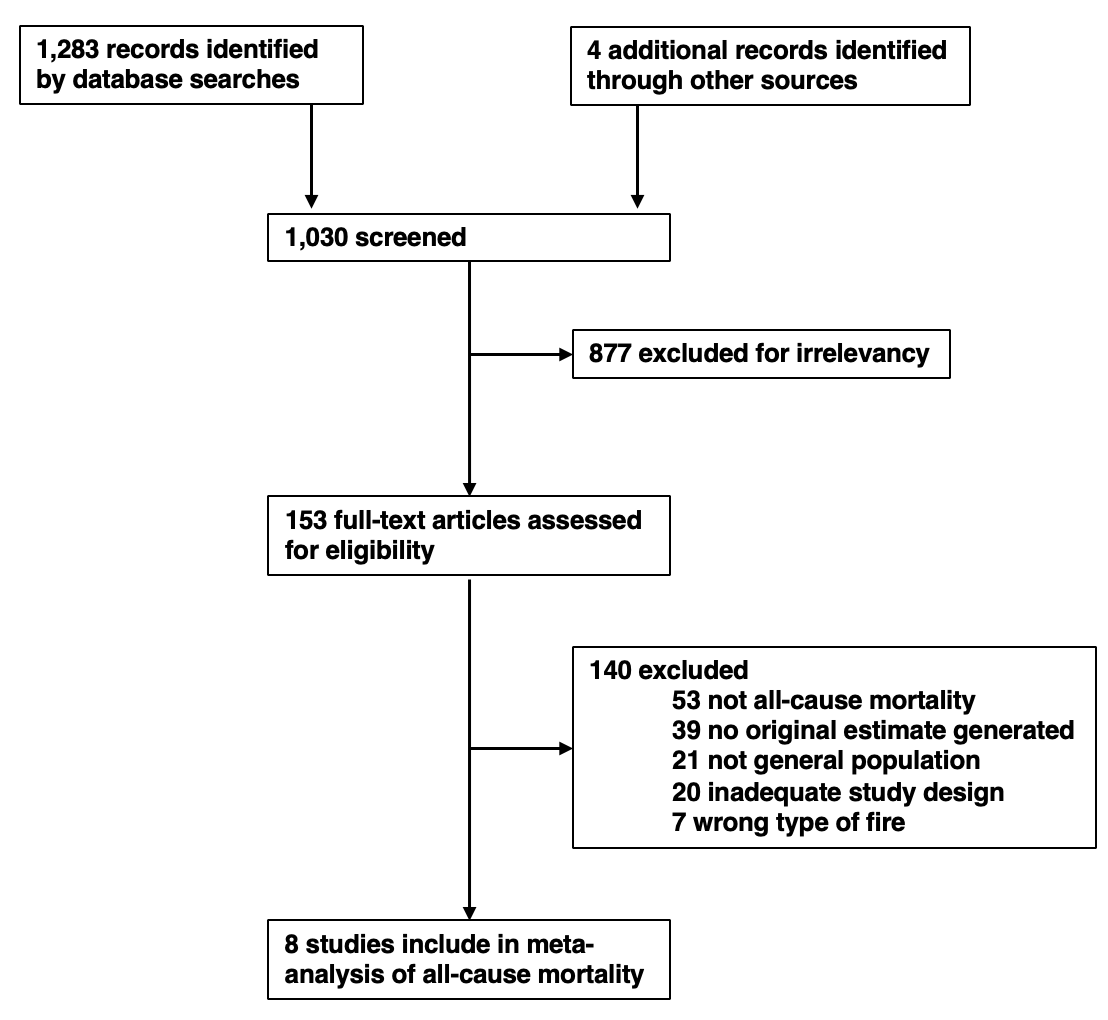 1,283 records identified
by database searches
4 additional records identified
through other sources
1,030 screened
877 excluded for irrelevancy
153 full-text articles assessed
for eligibility
140 excluded
53 not all-cause mortality
39 no original estimate generated
21 not general population
20 inadequate study design
7 wrong type of fire
8 studies include in meta-
analysis of all-cause mortality